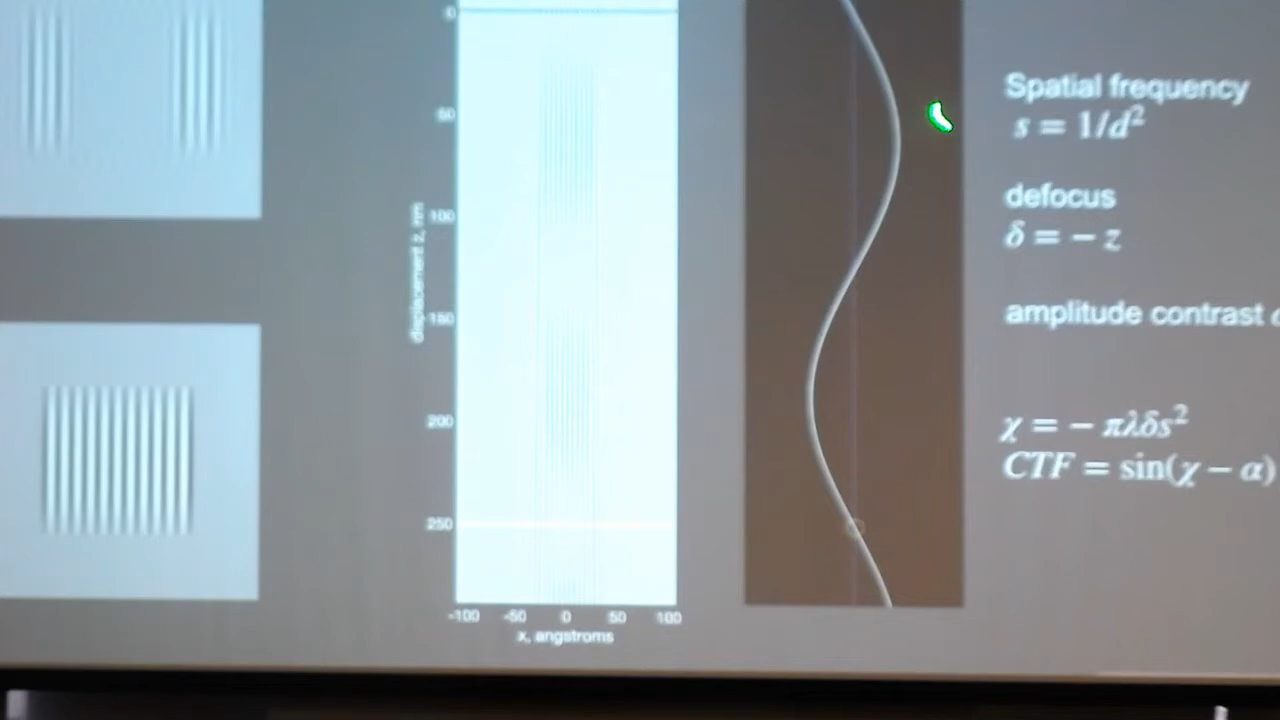 0
50
100
150
200
250
displacement z, nm
-100 -50 0 50 100
x, angstroms
Spatial frequency
s = 1/d²
defocus
δ = − z
amplitude contrast
χ = − πλδs²
CTF = sin(χ − α)